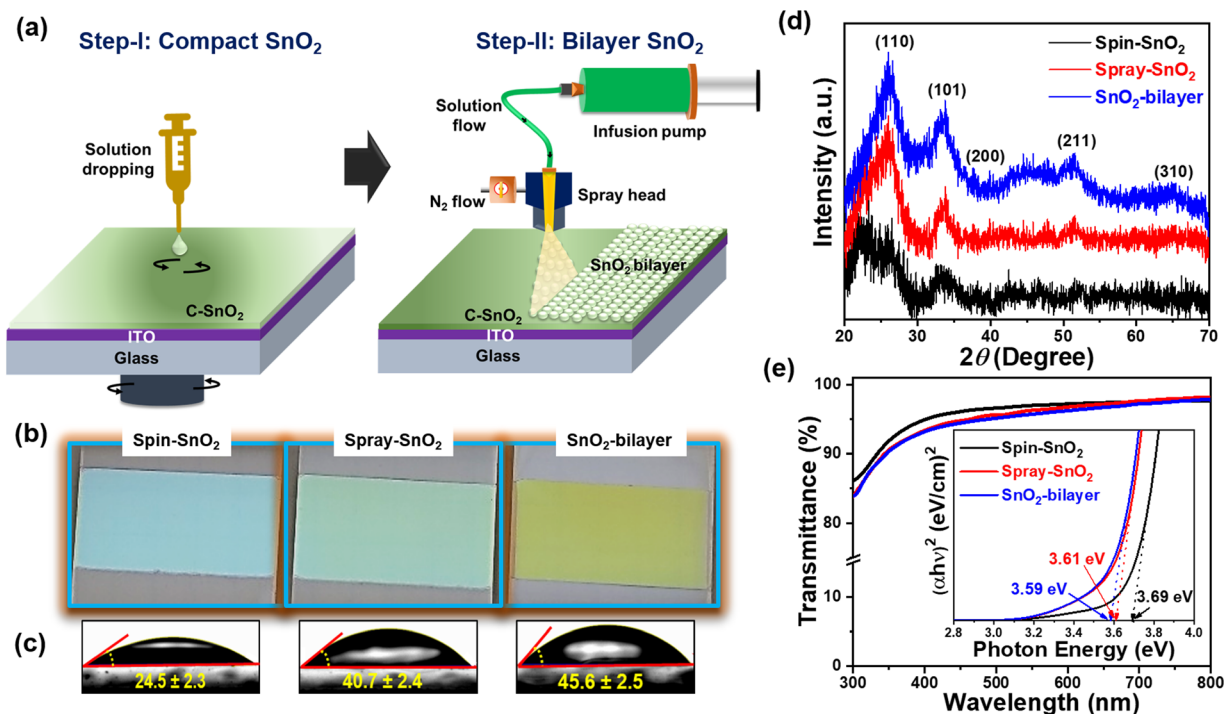 (a)
Step-I: Compact SnO₂
Solution
dropping
C-SnO₂
ITO
Glass
Step-II: Bilayer SnO₂
Solution
flow
Infusion pump
N₂ flow
Spray head
SnO₂ bilayer
C-SnO₂
ITO
Glass
(b)
Spin-SnO₂
Spray-SnO₂
SnO₂-bilayer
(c)
24.5 ± 2.3
40.7 ± 2.4
45.6 ± 2.5
(d)
Intensity (a.u.)
(110)
(101)
(200)
(211)
(310)
Spin-SnO₂
Spray-SnO₂
SnO₂-bilayer
20 30 40 50 60 70
2θ (Degree)
(e)
Transmittance (%)
100
90
80
10
0
300 400 500 600 700 800
Wavelength (nm)
Spin-SnO₂
Spray-SnO₂
SnO₂-bilayer
(αhν)² (eV/cm)²
3.61 eV
3.59 eV
3.69 eV
2.8 3.0 3.2 3.4 3.6 3.8 4.0
Photon Energy (eV)